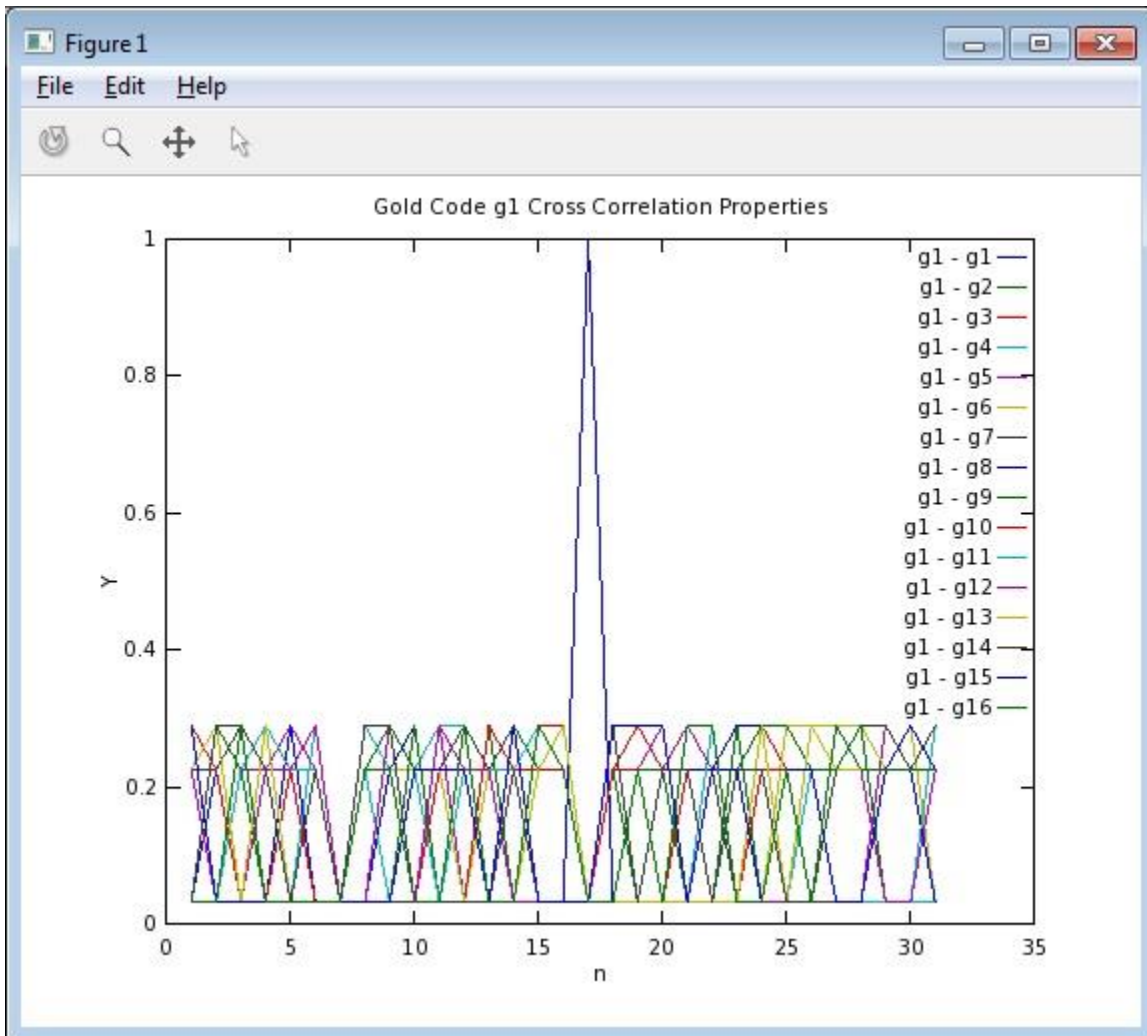 Figure 1
File Edit Help
Gold Code g1 Cross Correlation Properties
1
0.8
0.6
0.4
0.2
0
Y
0 5 10 15 20 25 30 35
n
g1 - g1
g1 - g2
g1 - g3
g1 - g4
g1 - g5
g1 - g6
g1 - g7
g1 - g8
g1 - g9
g1 - g10
g1 - g11
g1 - g12
g1 - g13
g1 - g14
g1 - g15
g1 - g16